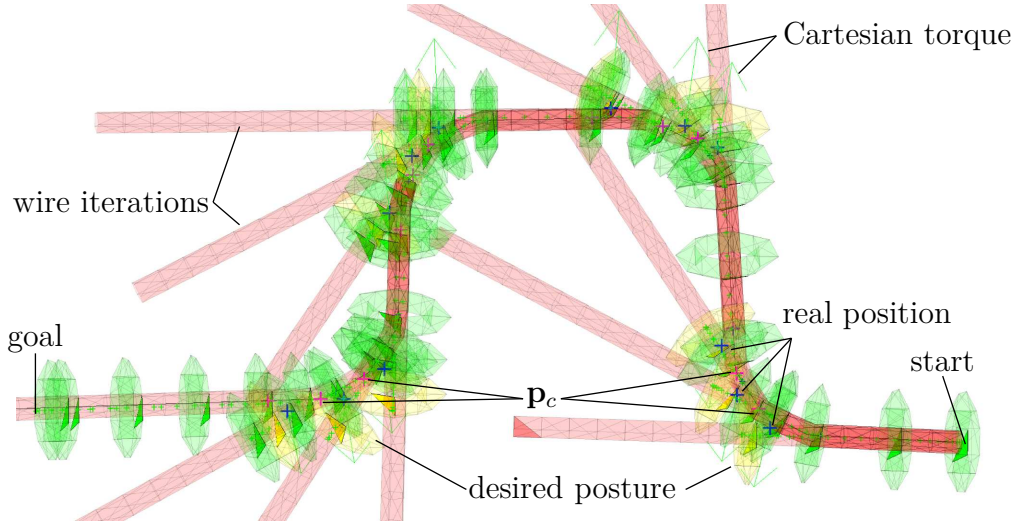 Cartesian torque
wire iterations
real position
goal
start
p_c
desired posture